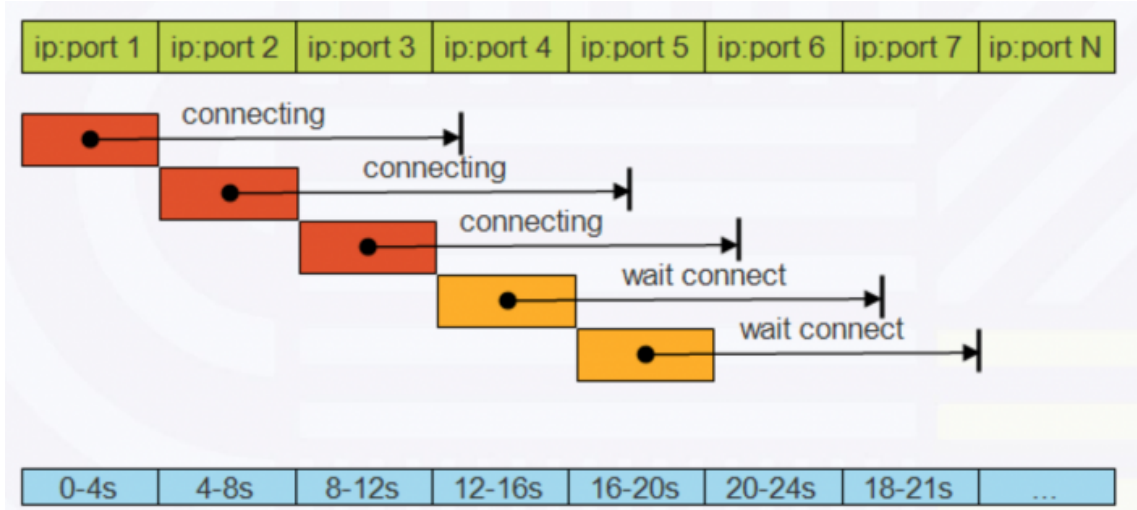 ip:port 1 ip:port 2 ip:port 3 ip:port 4 ip:port 5 ip:port 6 ip:port 7 ip:port N
connecting
connecting
connecting
wait connect
wait connect
0-4s 4-8s 8-12s 12-16s 16-20s 20-24s 18-21s ...